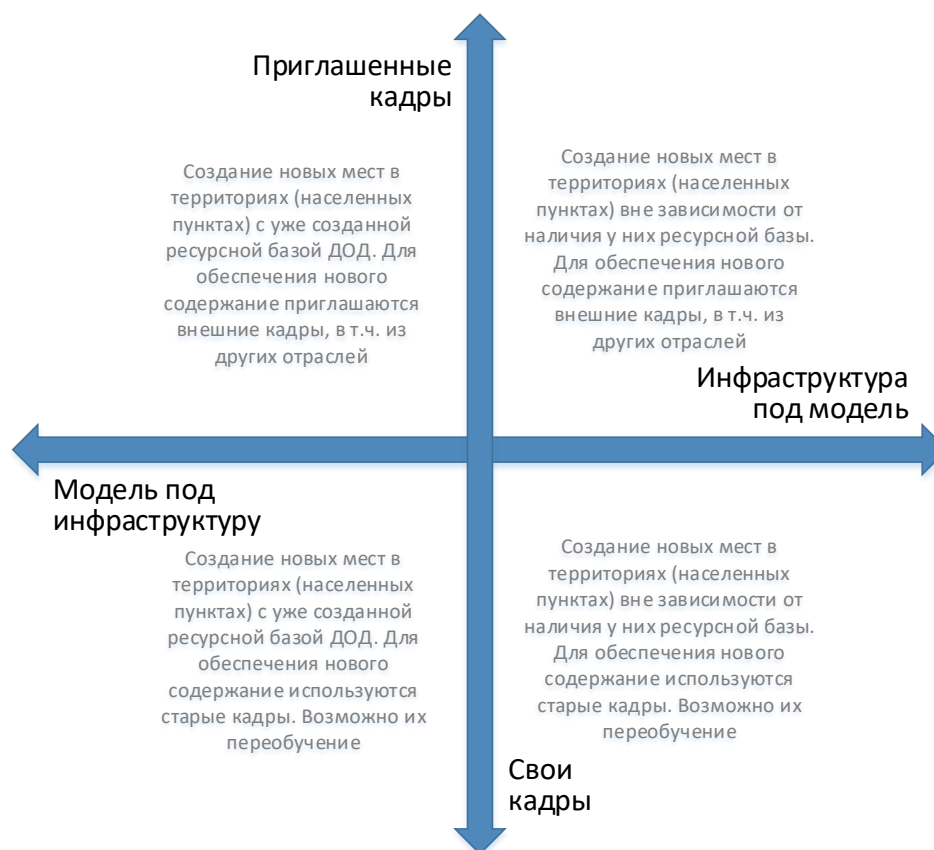 Приглашенные
кадры
Создание новых мест в
территориях (населенных
пунктах) с уже созданной
ресурсной базой ДОД. Для
обеспечения нового
содержание приглашаются
внешние кадры, в т.ч. из
других отраслей
Создание новых мест в
территориях (населенных
пунктах) вне зависимости от
наличия у них ресурсной базы.
Для обеспечения нового
содержание приглашаются
внешние кадры, в т.ч. из
других отраслей
Инфраструктура
под модель
Модель под
инфраструктуру
Создание новых мест в
территориях (населенных
пунктах) с уже созданной
ресурсной базой ДОД. Для
обеспечения нового
содержание используются
старые кадры. Возможно их
переобучение
Создание новых мест в
территориях (населенных
пунктах) вне зависимости от
наличия у них ресурсной базы.
Для обеспечения нового
содержание используются
старые кадры. Возможно их
переобучение
Свои
кадры